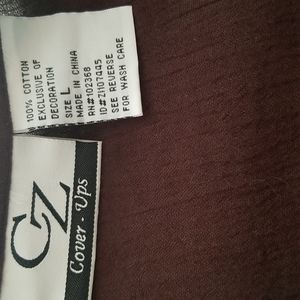 100% COTTON
EXCLUSIVE OF
DECORATION
SIZE L
MADE IN CHINA
RN#102368
ID#ZI107445
SEE REVERSE
FOR WASH CARE
CZ
Cover - Ups